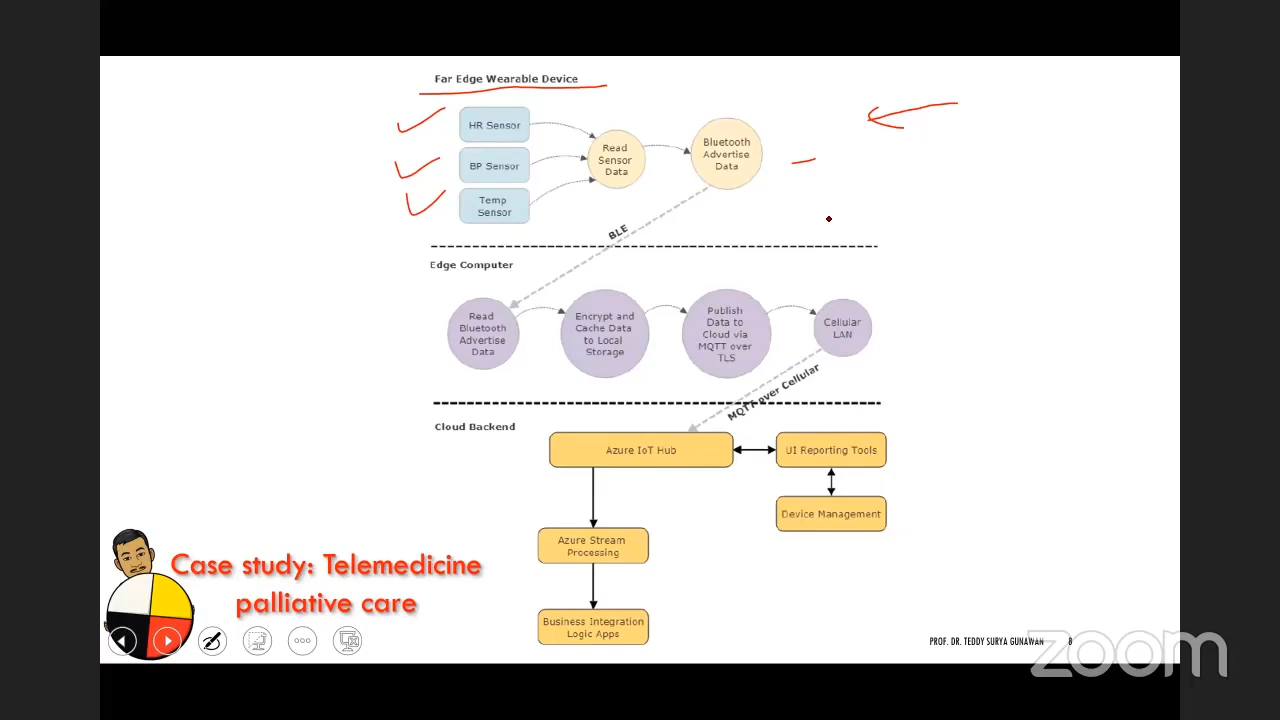 Far Edge Wearable Device
HR Sensor
BP Sensor
Temp
Sensor
Read
Sensor
Data
Bluetooth
Advertise
Data
BLE
Edge Computer
Read
Bluetooth
Advertise
Data
Encrypt and
Cache Data
to Local
Storage
Publish
Data to
Cloud via
MQTT over
TLS
Cellular
LAN
MQTT over Cellular
Cloud Backend
Azure IoT Hub
UI Reporting Tools
Device Management
Azure Stream
Processing
Business Integration
Logic Apps
Case study: Telemedicine
palliative care
PROF. DR. TEDDY SURYA GUNAWAN 8
zoom